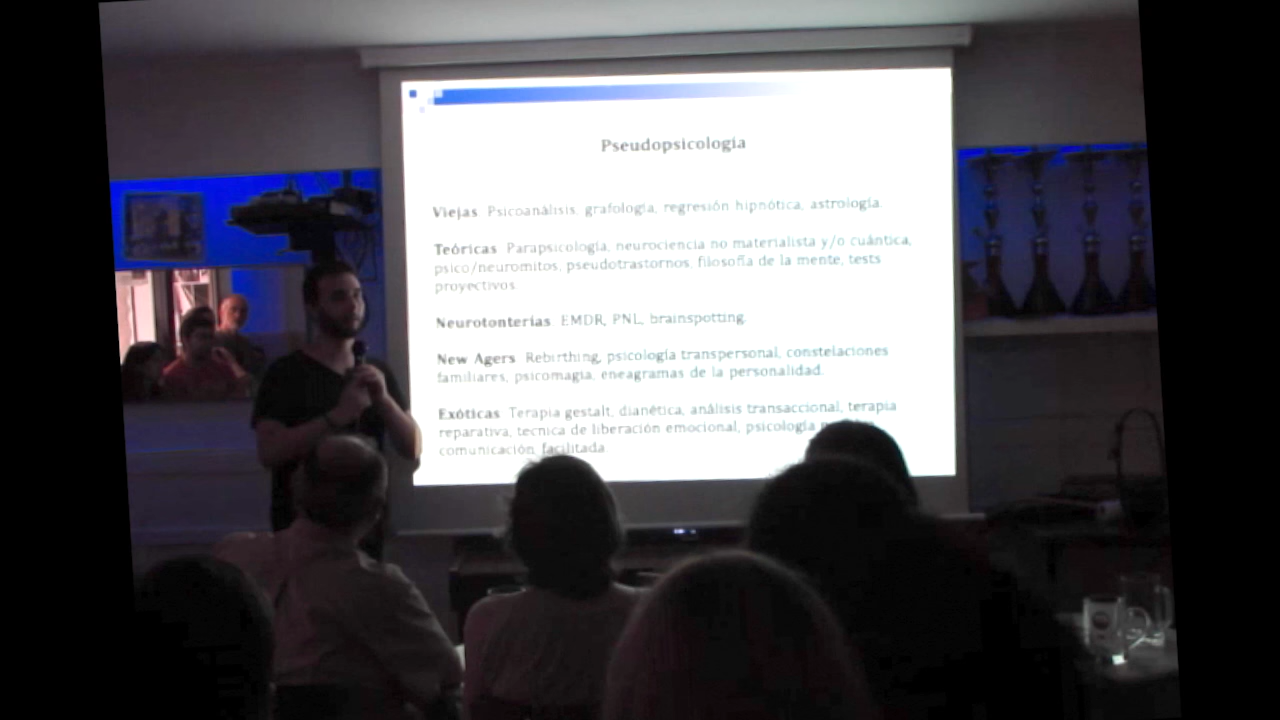 Pseudopsicología
Viejas Psicoanálisis, grafología, regresión hipnótica, astrología.
Teóricas Parapsicología, neurociencia no materialista y/o cuántica,
psico/neuromitos, pseudotrastornos, filosofía de la mente, tests
proyectivos.
Neurotonterías EMDR, PNL, brainspotting.
New Agers Rebirthing, psicología transpersonal, constelaciones
familiares, psicomagia, eneagramas de la personalidad.
Exóticas Terapia gestalt, dianética, análisis transaccional, terapia
reparativa, tecnica de liberación emocional, psicología
comunicación facilitada.